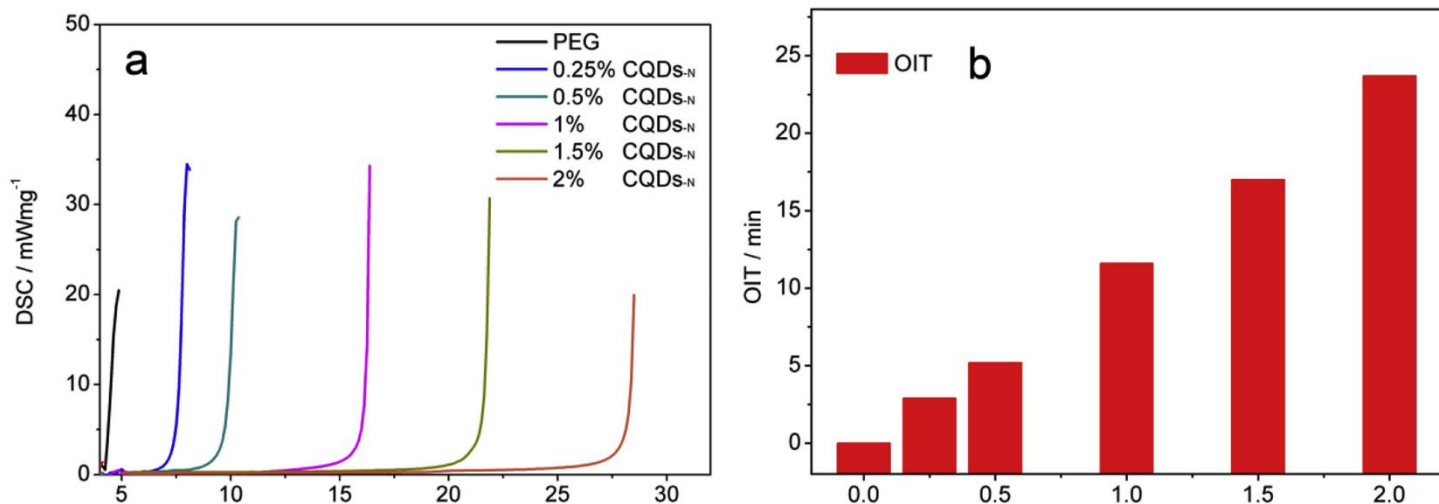 a
PEG
0.25% CQDs-N
0.5% CQDs-N
1% CQDs-N
1.5% CQDs-N
2% CQDs-N
DSC / mWmg-1
50
40
30
20
10
0
5 10 15 20 25 30
b
OIT
OIT / min
25
20
15
10
5
0
0.0 0.5 1.0 1.5 2.0